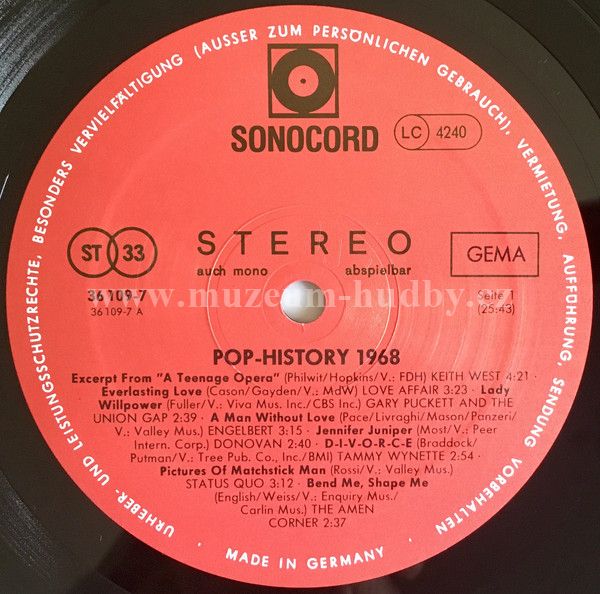 URHEBER- UND LEISTUNGSSCHUTZRECHTE, BESONDERS VERVIELFÄLTIGUNG (AUSSER ZUM PERSÖNLICHEN GEBRAUCH), VERMIETUNG, AUFFÜHRUNG, SENDUNG VORBEHALTEN
SONOCORD
LC 4240
ST 33
STEREO
auch mono abspielbar
GEMA
36 109-7
36 109-7 A
Seite 1
(25:43)
www.muzeum-hudby.cz
POP-HISTORY 1968
Excerpt From "A Teenage Opera" (Philwit/Hopkins/V.: FDH) KEITH WEST 4:21 ·
Everlasting Love (Cason/Gayden/V.: MdW) LOVE AFFAIR 3:23 · Lady
Willpower (Fuller/V.: Viva Mus. Inc./CBS Inc.) GARY PUCKETT AND THE
UNION GAP 2:39 · A Man Without Love (Pace/Livraghi/Mason/Panzeri/
V.: Valley Mus.) ENGELBERT 3:15 · Jennifer Juniper (Most/V.: Peer
Intern. Corp.) DONOVAN 2:40 · D-I-V-O-R-C-E (Braddock/
Putman/V.: Tree Pub. Co., Inc./BMI) TAMMY WYNETTE 2:54 ·
Pictures Of Matchstick Man (Rossi/V.: Valley Mus.)
STATUS QUO 3:12 · Bend Me, Shape Me
(English/Weiss/V.: Enquiry Mus./
Carlin Mus.) THE AMEN
CORNER 2:37
· MADE IN GERMANY ·